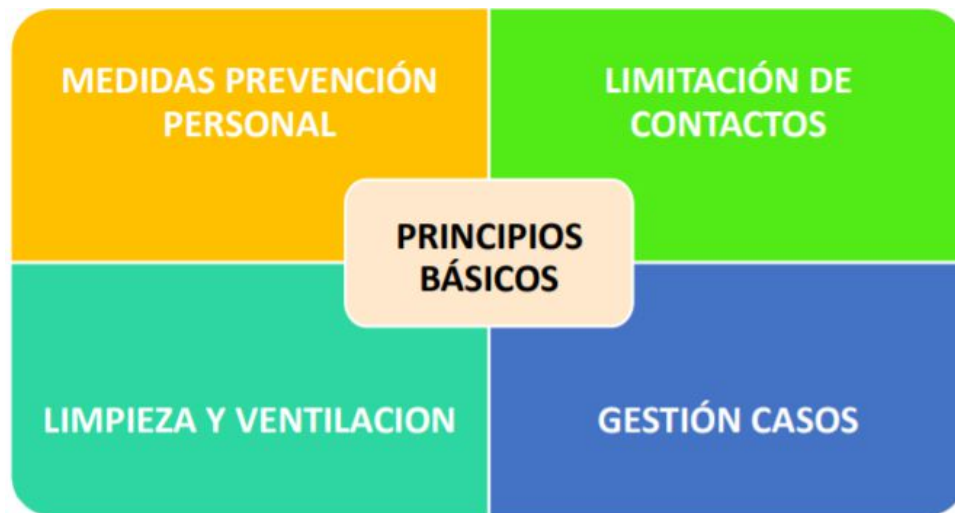 MEDIDAS PREVENCIÓN
PERSONAL
LIMITACIÓN DE
CONTACTOS
PRINCIPIOS
BÁSICOS
LIMPIEZA Y VENTILACION
GESTIÓN CASOS